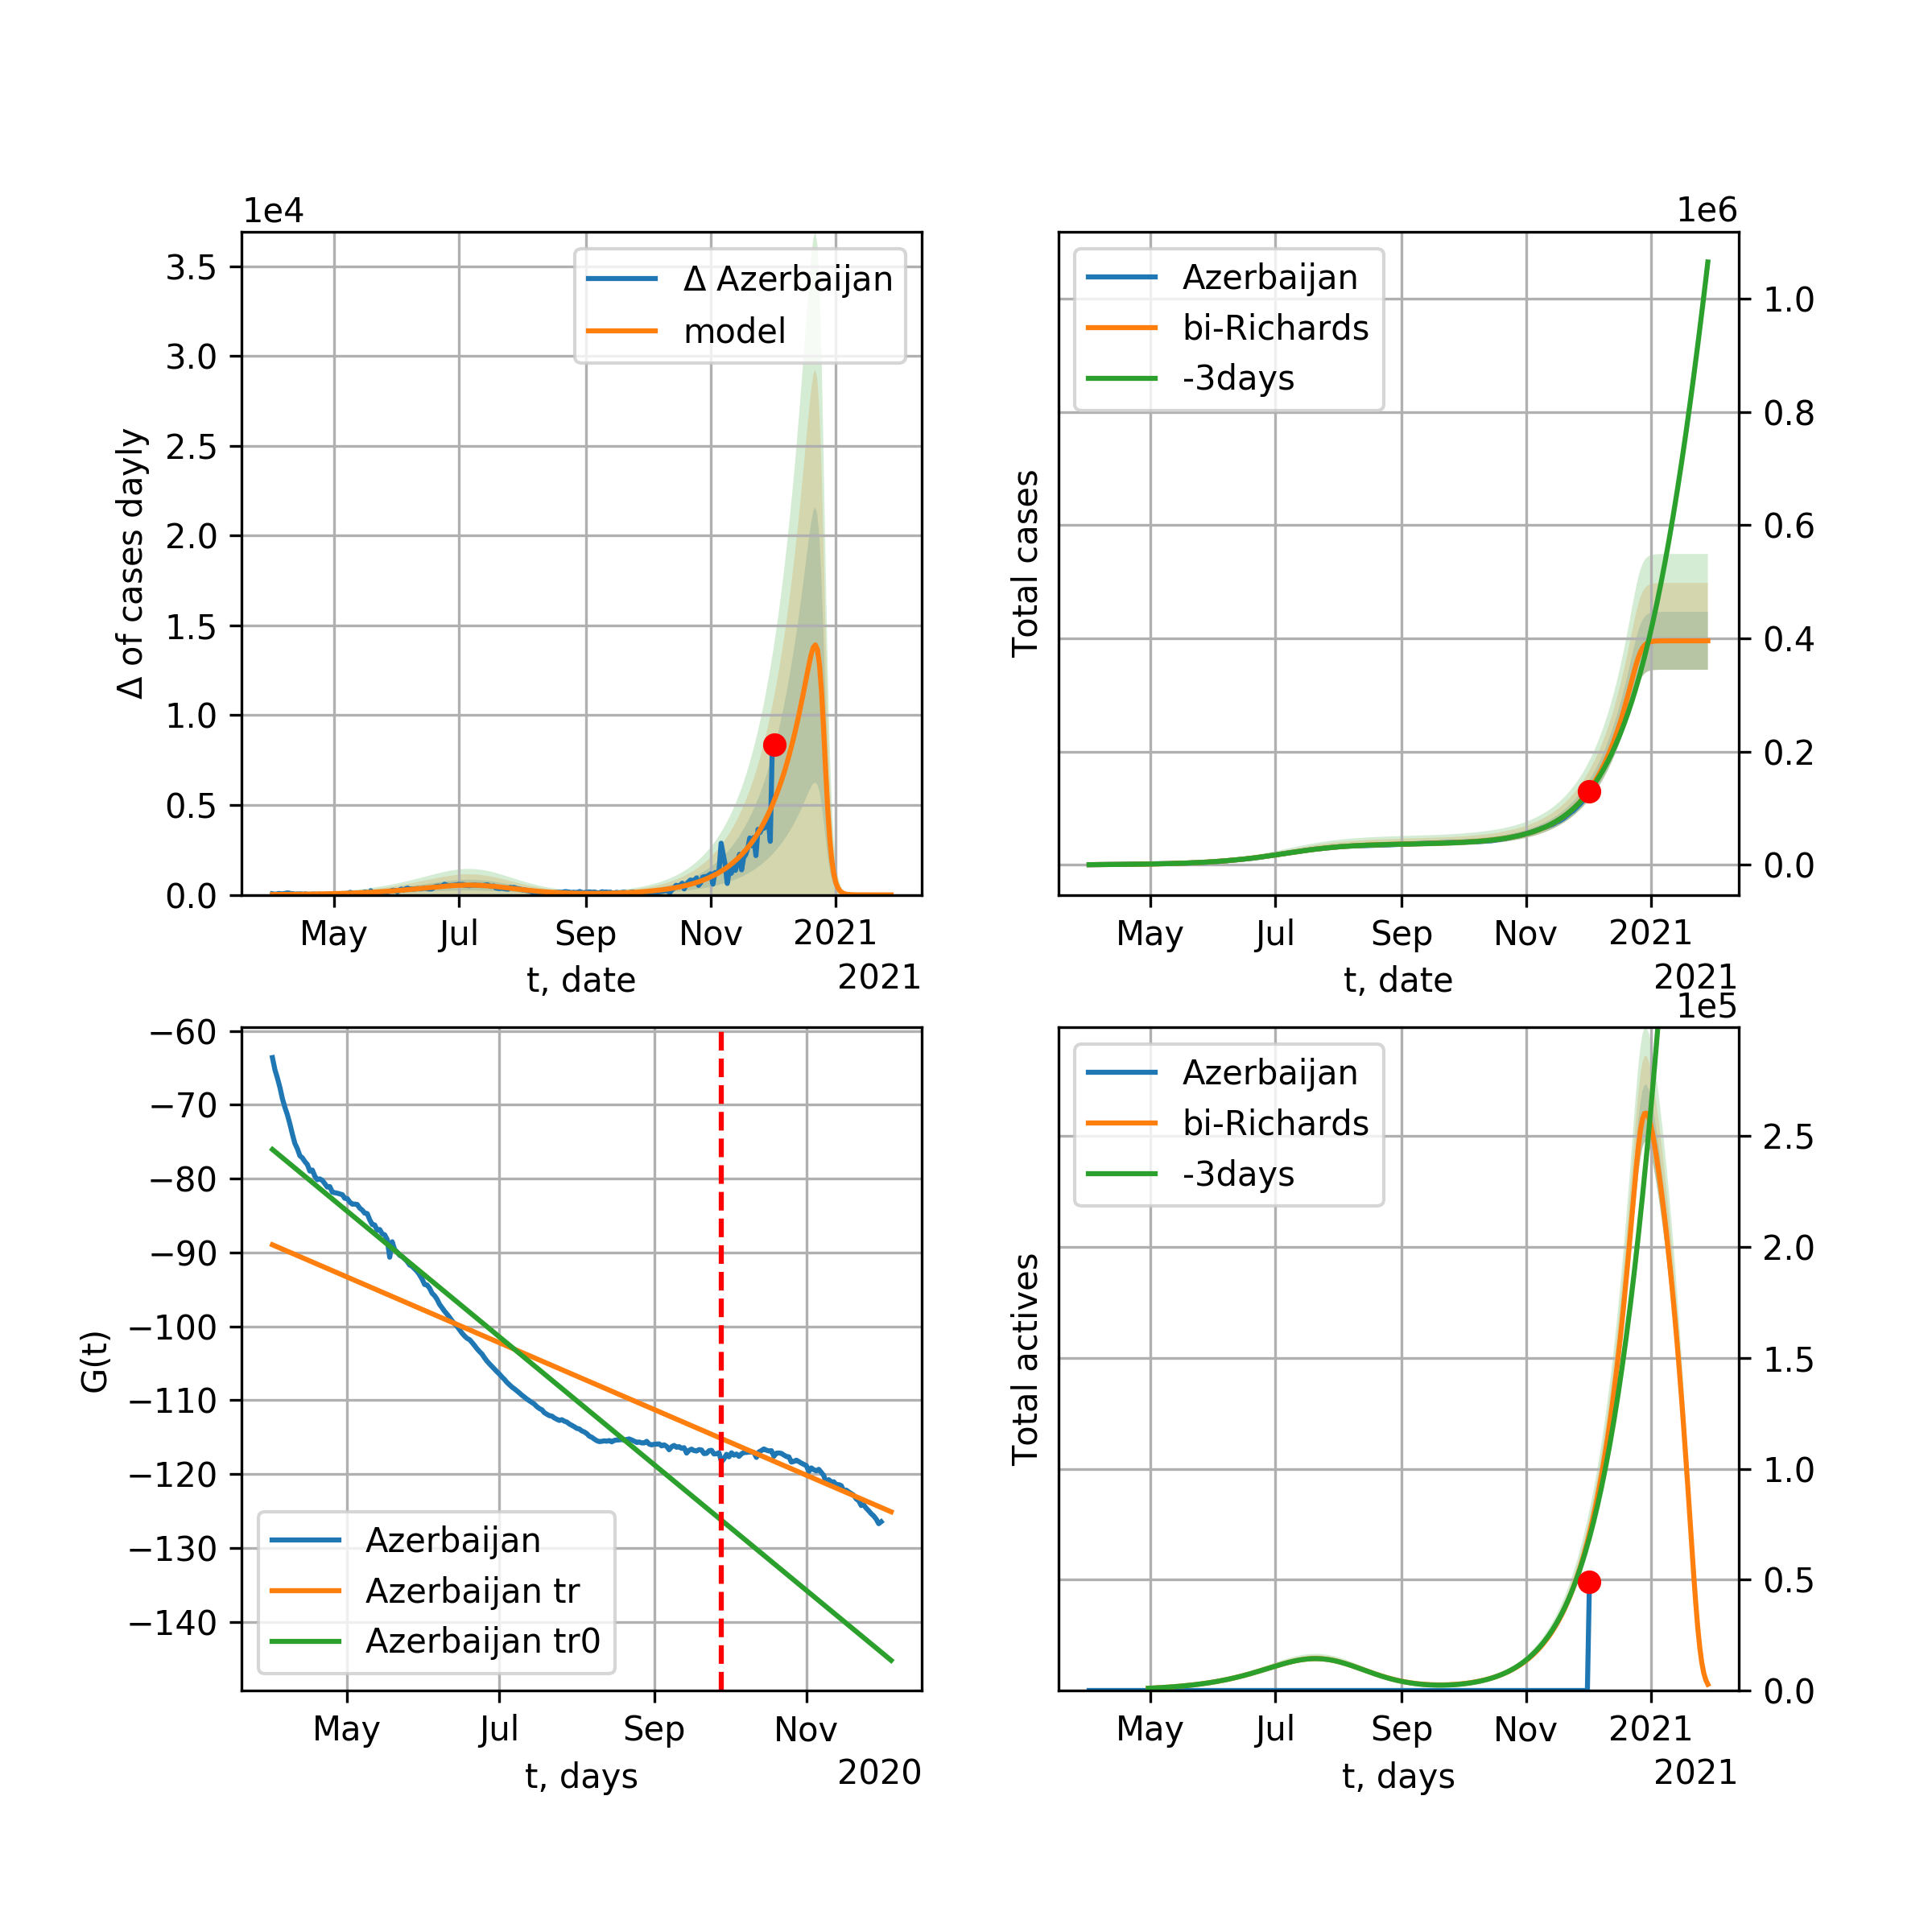 1e4
3.5
3.0
2.5
2.0
1.5
1.0
0.5
0.0
Δ of cases dayly
Δ Azerbaijan
model
May
Jul
Sep
Nov
2021
t, date
2021
1e6
Azerbaijan
bi-Richards
-3days
Total cases
1.0
0.8
0.6
0.4
0.2
0.0
May
Jul
Sep
Nov
2021
t, date
2021
−60
−70
−80
−90
−100
−110
−120
−130
−140
G(t)
Azerbaijan
Azerbaijan tr
Azerbaijan tr0
May
Jul
Sep
Nov
t, days
2020
1e5
Azerbaijan
bi-Richards
-3days
Total actives
2.5
2.0
1.5
1.0
0.5
0.0
May
Jul
Sep
Nov
2021
t, days
2021